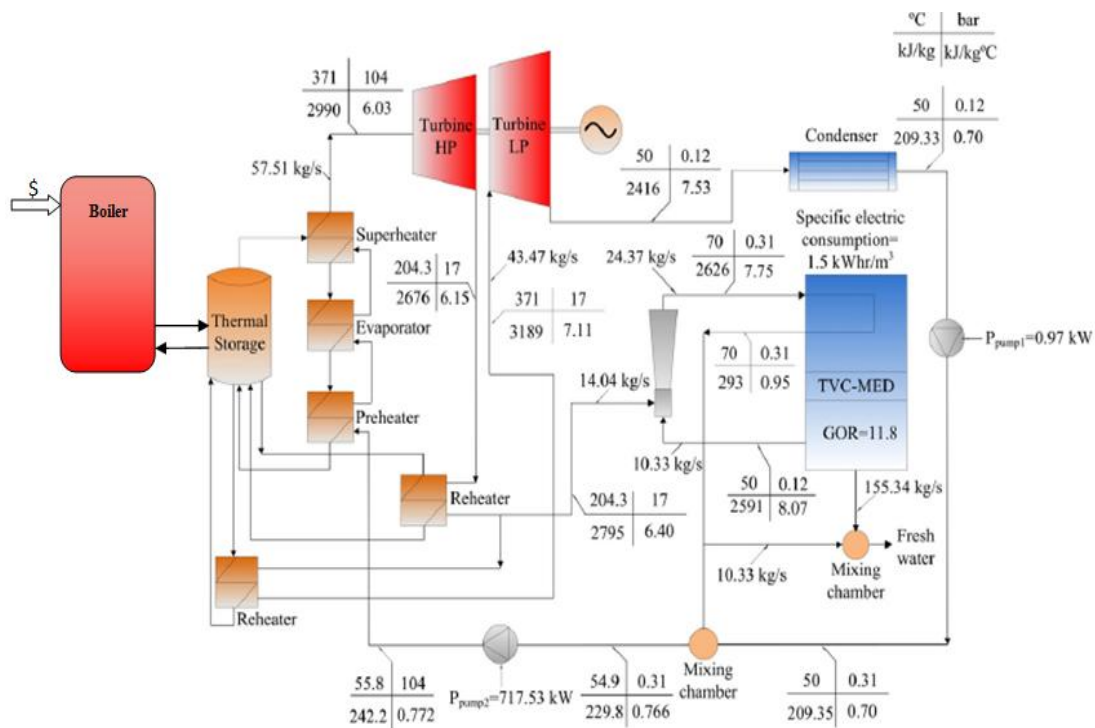 ºC bar
kJ/kg kJ/kgºC
371 104
2990 6.03
57.51 kg/s
$
Boiler
Thermal
Storage
Superheater
Evaporator
Preheater
Turbine
HP
Turbine
LP
204.3 17
2676 6.15
43.47 kg/s
371 17
3189 7.11
50 0.12
2416 7.53
Condenser
50 0.12
209.33 0.70
Specific electric
consumption=
1.5 kWhr/m³
70 0.31
2626 7.75
24.37 kg/s
70 0.31
293 0.95
14.04 kg/s
TVC-MED
GOR=11.8
P pump1=0.97 kW
10.33 kg/s
50 0.12
2591 8.07
155.34 kg/s
Reheater
204.3 17
2795 6.40
Fresh
water
10.33 kg/s
Mixing
chamber
Reheater
Mixing
chamber
55.8 104
242.2 0.772
P pump2=717.53 kW
54.9 0.31
229.8 0.766
50 0.31
209.35 0.70